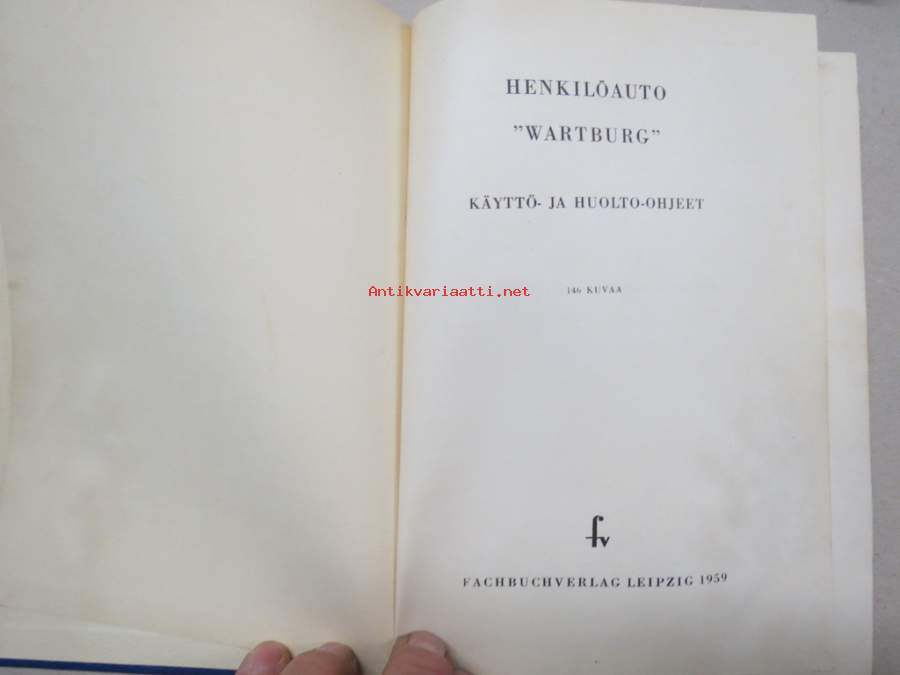 HENKILÖAUTO
"WARTBURG"
KÄYTTÖ- JA HUOLTO-OHJEET
Antikvariaatti.net
146 KUVAA
fv
FACHBUCHVERLAG LEIPZIG 1959